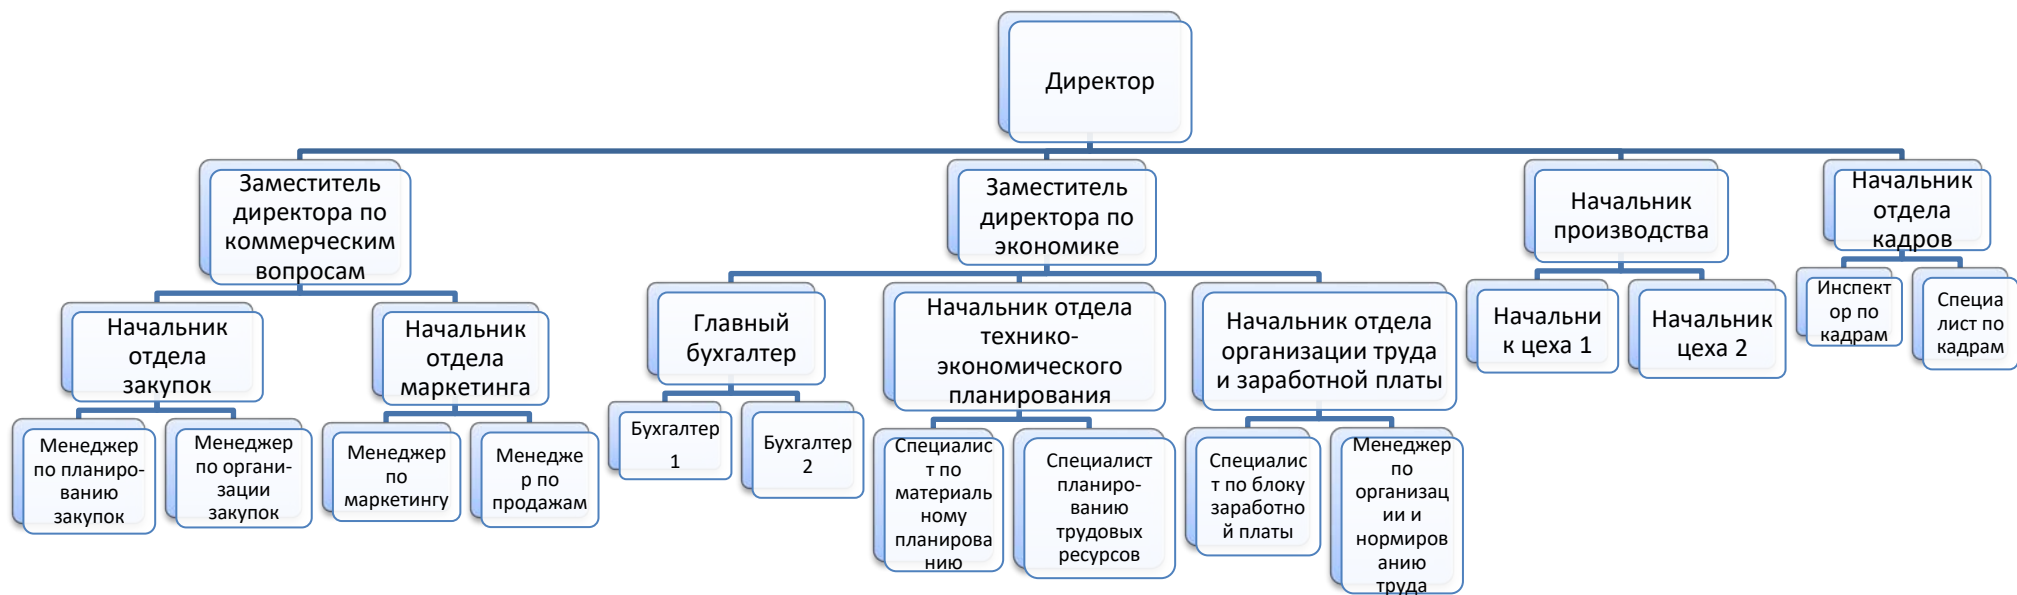 Директор
Заместитель
директора по
коммерческим
вопросам
Заместитель
директора по
экономике
Начальник
производства
Начальник
отдела
кадров
Начальник
отдела
закупок
Начальник
отдела
маркетинга
Главный
бухгалтер
Начальник отдела
технико-
экономического
планирования
Начальник отдела
организации труда
и заработной платы
Начальни
к цеха 1
Начальник
цеха 2
Инспект
ор по
кадрам
Специа
лист по
кадрам
Менеджер
по планиро-
ванию
закупок
Менеджер
по органи-
зации
закупок
Менеджер
по
маркетингу
Менедже
р по
продажам
Бухгалтер
1
Бухгалтер
2
Специалис
т по
материаль
ному
планирова
нию
Специалист
планиро-
ванию
трудовых
ресурсов
Специалис
т по блоку
заработно
й платы
Менеджер
по
организац
ии и
нормиров
анию
труда